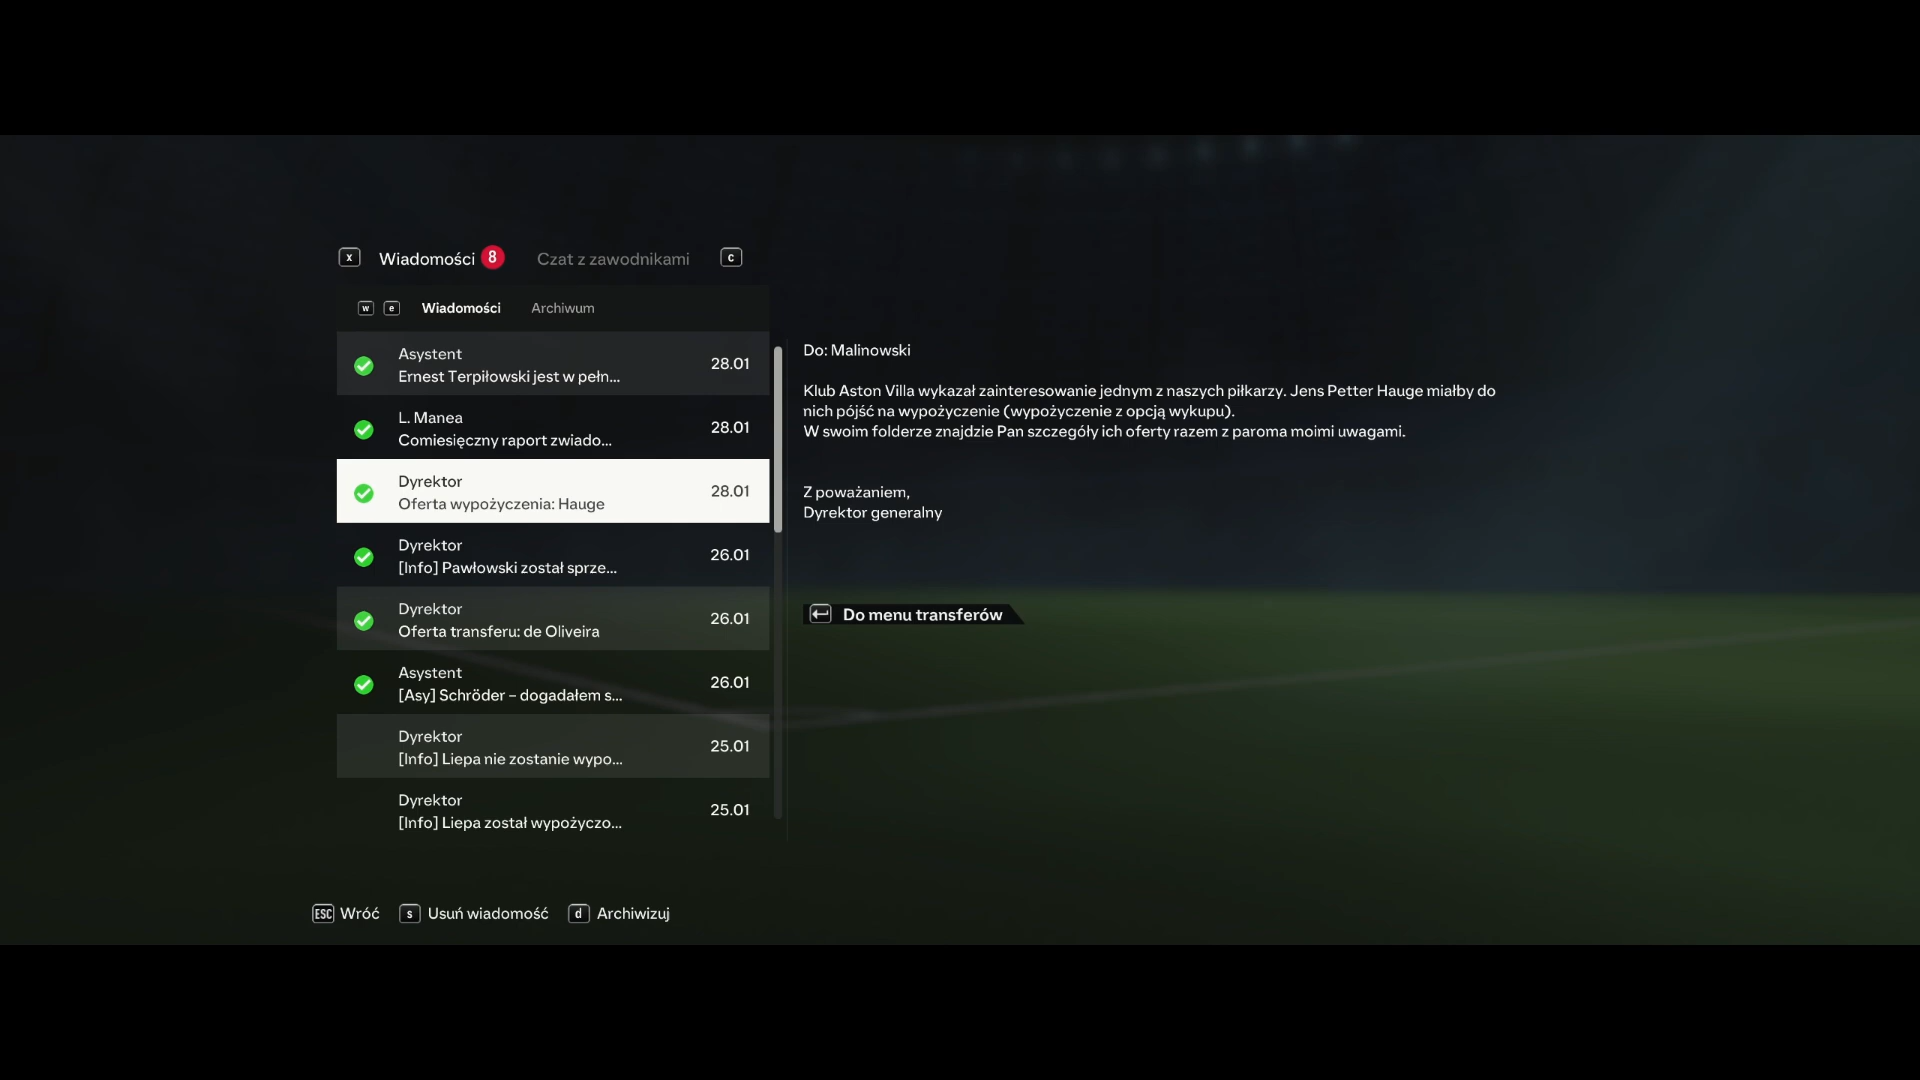 x Wiadomości 8 Czat z zawodnikami c
w e Wiadomości Archiwum
Asystent
Ernest Terpiłowski jest w pełn...
28.01
L. Manea
Comiesięczny raport zwiado...
28.01
Dyrektor
Oferta wypożyczenia: Hauge
28.01
Dyrektor
[Info] Pawłowski został sprze...
26.01
Dyrektor
Oferta transferu: de Oliveira
26.01
Asystent
[Asy] Schröder – dogadałem s...
26.01
Dyrektor
[Info] Liepa nie zostanie wypo...
25.01
Dyrektor
[Info] Liepa został wypożyczo...
25.01
Do: Malinowski
Klub Aston Villa wykazał zainteresowanie jednym z naszych piłkarzy. Jens Petter Hauge miałby do
nich pójść na wypożyczenie (wypożyczenie z opcją wykupu).
W swoim folderze znajdzie Pan szczegóły ich oferty razem z paroma moimi uwagami.
Z poważaniem,
Dyrektor generalny
Do menu transferów
ESC Wróć s Usuń wiadomość d Archiwizuj